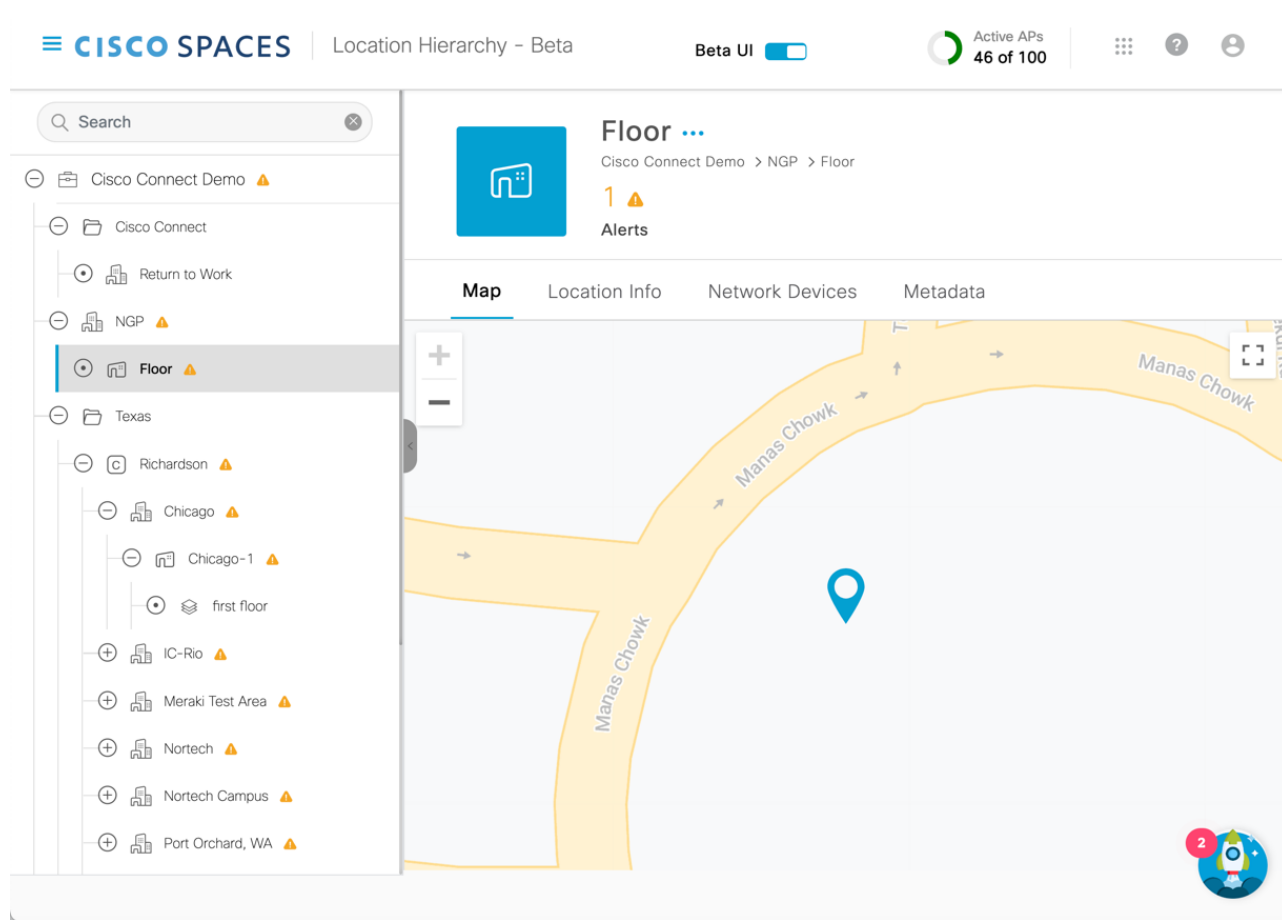 CISCO SPACES
Location Hierarchy - Beta
Beta UI
Active APs
46 of 100
?
Search
Cisco Connect Demo
Cisco Connect
Return to Work
NGP
Floor
Texas
C Richardson
Chicago
Chicago-1
first floor
IC-Rio
Meraki Test Area
Nortech
Nortech Campus
Port Orchard, WA
Floor ...
Cisco Connect Demo > NGP > Floor
1
Alerts
Map Location Info Network Devices Metadata
Manas Chowk
Manas Chowk
Manas Chowk
2